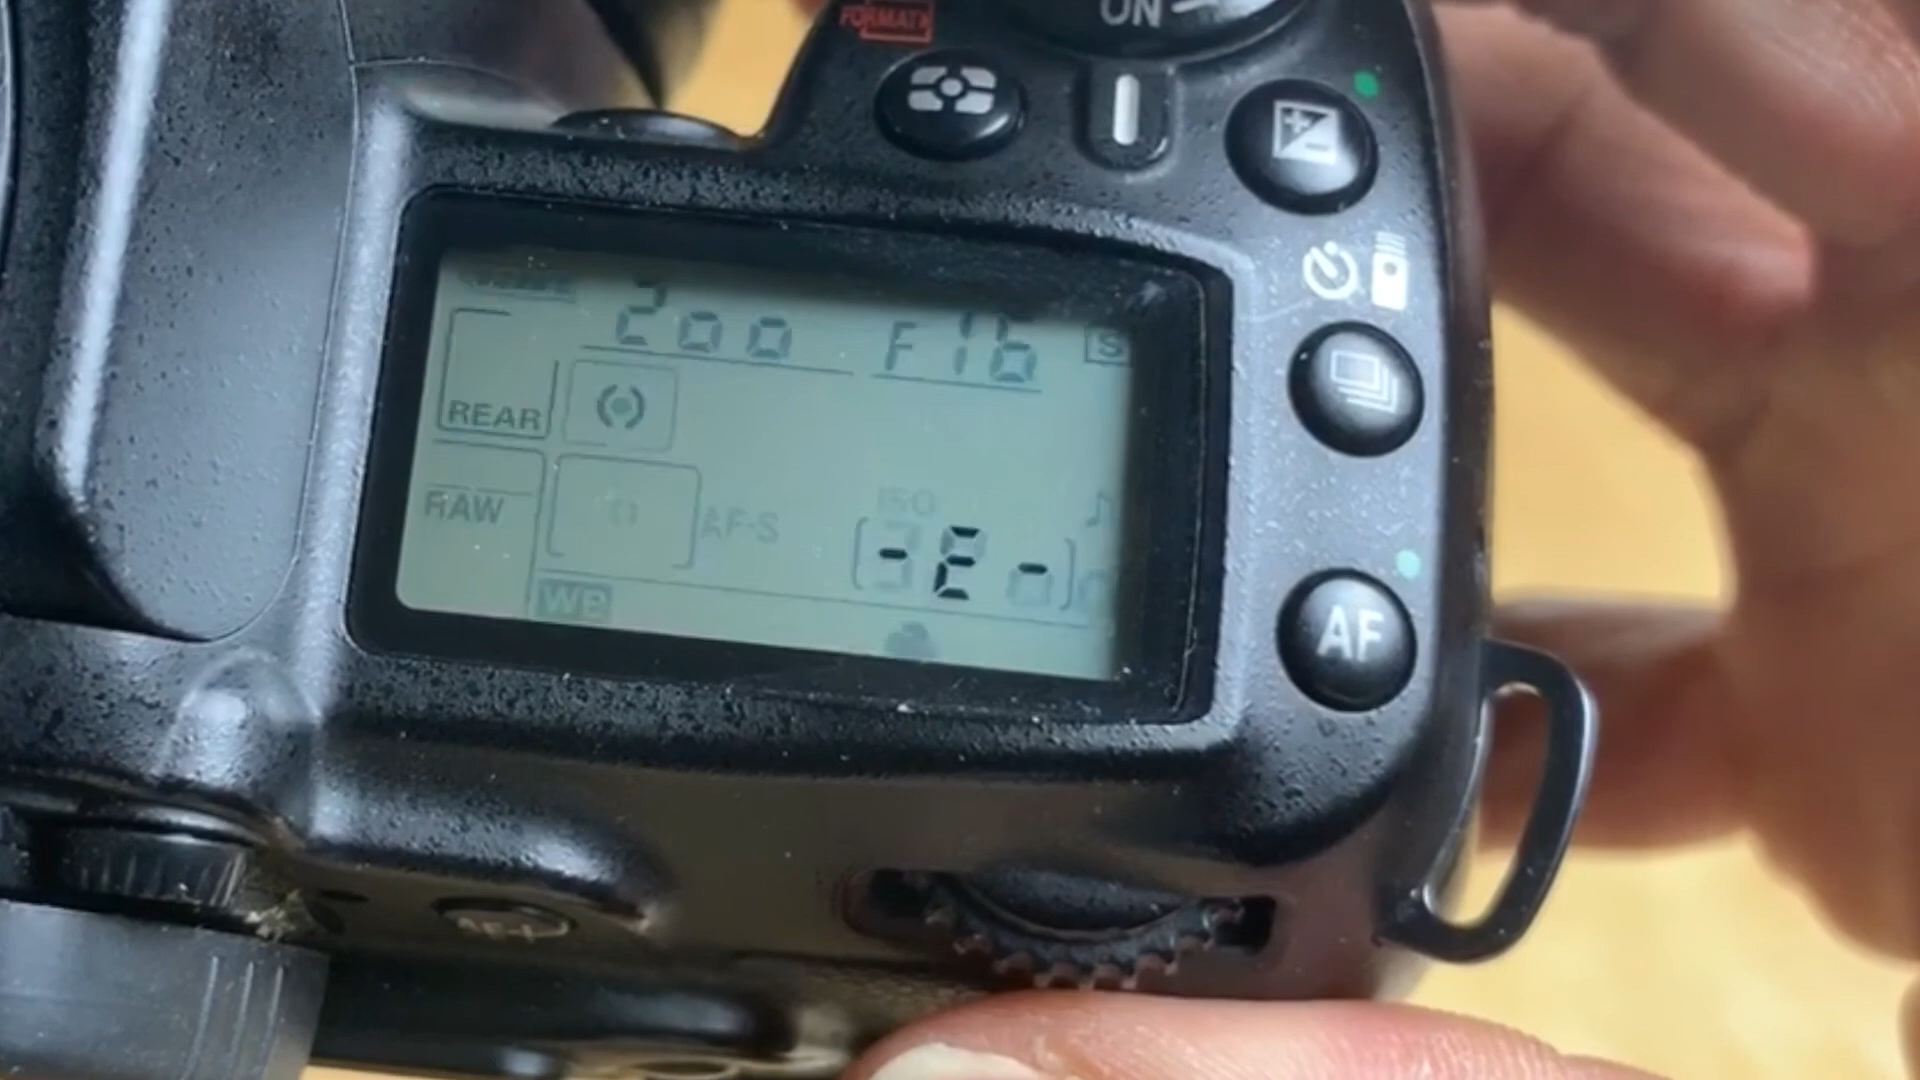 ON
FORMAT
200 F16 S
REAR
RAW AF-S ISO
[-E-]
WB
AF